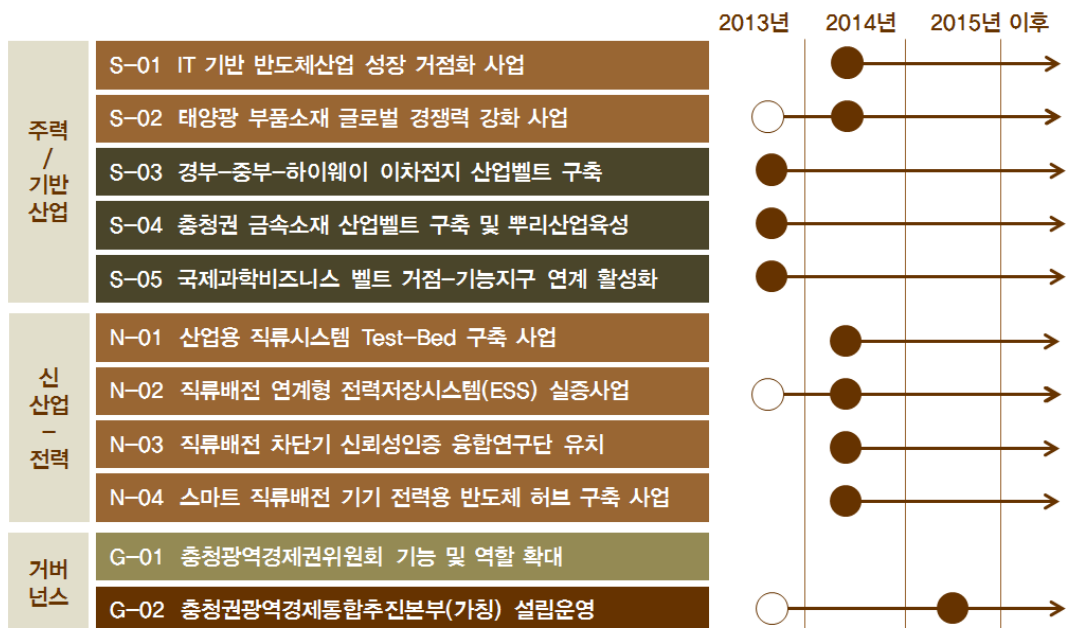 2013년 2014년 2015년 이후
주력
/
기반
산업
S-01 IT 기반 반도체산업 성장 거점화 사업
S-02 태양광 부품소재 글로벌 경쟁력 강화 사업
S-03 경부-중부-하이웨이 이차전지 산업벨트 구축
S-04 충청권 금속소재 산업벨트 구축 및 뿌리산업육성
S-05 국제과학비즈니스 벨트 거점-기능지구 연계 활성화
신
산업
-
전력
N-01 산업용 직류시스템 Test-Bed 구축 사업
N-02 직류배전 연계형 전력저장시스템(ESS) 실증사업
N-03 직류배전 차단기 신뢰성인증 융합연구단 유치
N-04 스마트 직류배전 기기 전력용 반도체 허브 구축 사업
거버
넌스
G-01 충청광역경제권위원회 기능 및 역할 확대
G-02 충청권광역경제통합추진본부(가칭) 설립운영